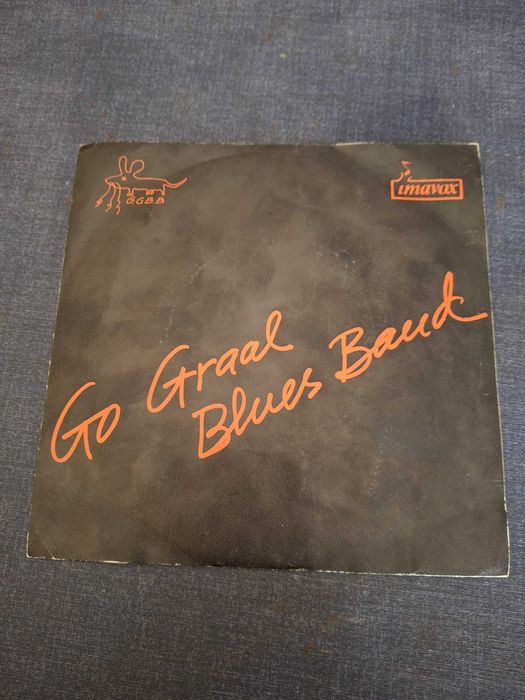 GGBB
imavox
Go Graal
Blues Band